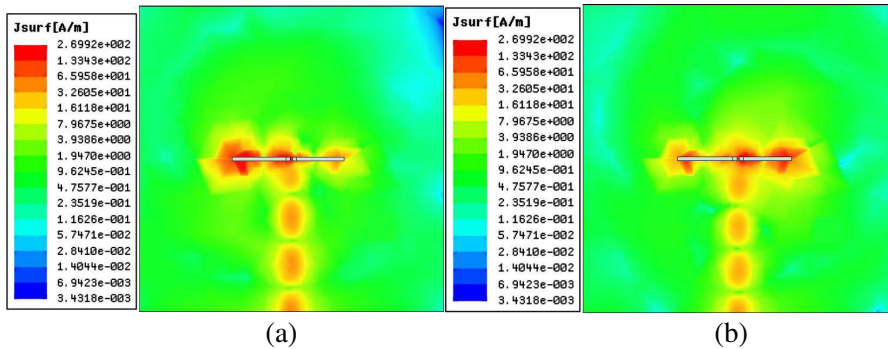 Jsurf[A/m]
2.6992e+002
1.3343e+002
6.5958e+001
3.2605e+001
1.6118e+001
7.9675e+000
3.9386e+000
1.9470e+000
9.6245e-001
4.7577e-001
2.3519e-001
1.1626e-001
5.7471e-002
2.8410e-002
1.4044e-002
6.9423e-003
3.4318e-003
(a)
Jsurf[A/m]
2.6992e+002
1.3343e+002
6.5958e+001
3.2605e+001
1.6118e+001
7.9675e+000
3.9386e+000
1.9470e+000
9.6245e-001
4.7577e-001
2.3519e-001
1.1626e-001
5.7471e-002
2.8410e-002
1.4044e-002
6.9423e-003
3.4318e-003
(b)